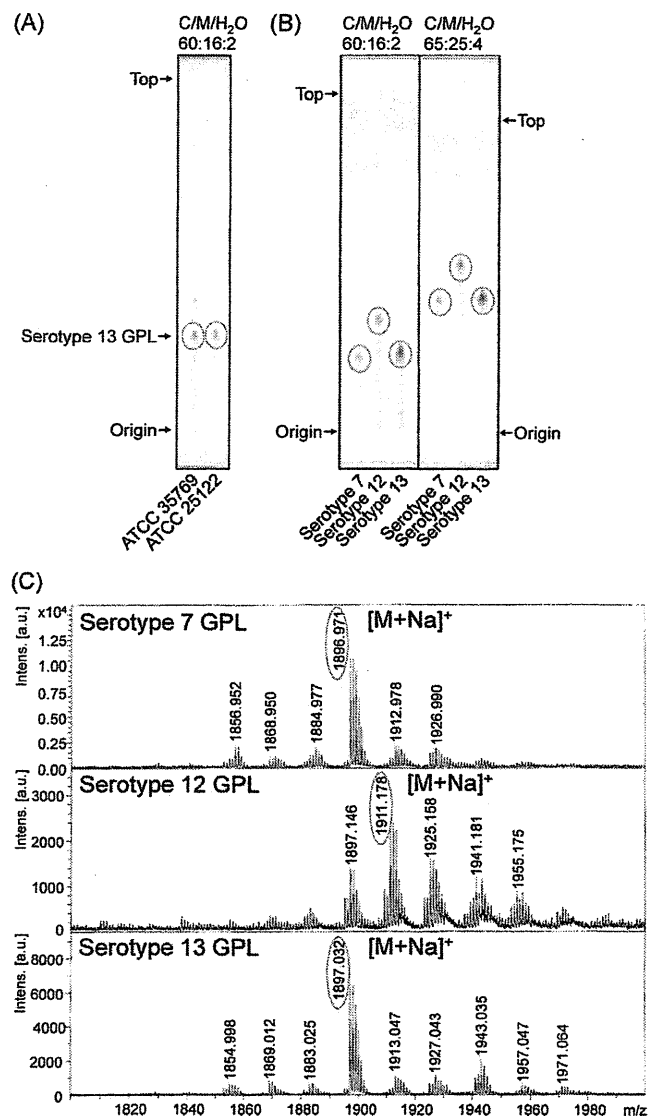 (A)
C/M/H₂O
60:16:2
Top
Serotype 13 GPL
Origin
ATCC 35769
ATCC 25122
(B)
C/M/H₂O C/M/H₂O
60:16:2 65:25:4
Top
Top
Origin
Origin
Serotype 7
Serotype 12
Serotype 13
Serotype 7
Serotype 12
Serotype 13
(C)
Intens. [a.u.]
x10⁴
1.25
1.00
0.75
0.50
0.25
0.00
Serotype 7 GPL
[M+Na]⁺
1856.952
1868.950
1884.977
1896.971
1912.978
1926.990
Intens. [a.u.]
3000
2000
1000
0
Serotype 12 GPL
[M+Na]⁺
1897.146
1911.178
1925.158
1941.181
1955.175
Intens. [a.u.]
8000
6000
4000
2000
0
Serotype 13 GPL
[M+Na]⁺
1854.998
1869.012
1883.025
1897.032
1913.047
1927.043
1943.035
1957.047
1971.064
1820 1840 1860 1880 1900 1920 1940 1960 1980 m/z